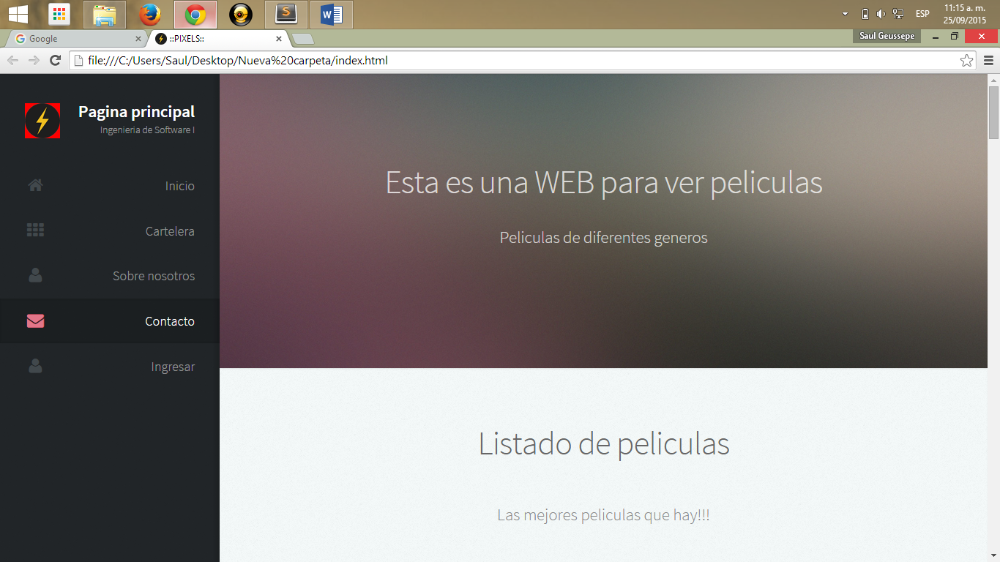 11:15 a. m.
ESP
25/09/2015
Google
::PIXELS::
Saul Geussepe
file:///C:/Users/Saul/Desktop/Nueva%20carpeta/index.html
Pagina principal
Ingenieria de Software I
Inicio
Cartelera
Sobre nosotros
Contacto
Ingresar
Esta es una WEB para ver peliculas
Peliculas de diferentes generos
Listado de peliculas
Las mejores peliculas que hay!!!